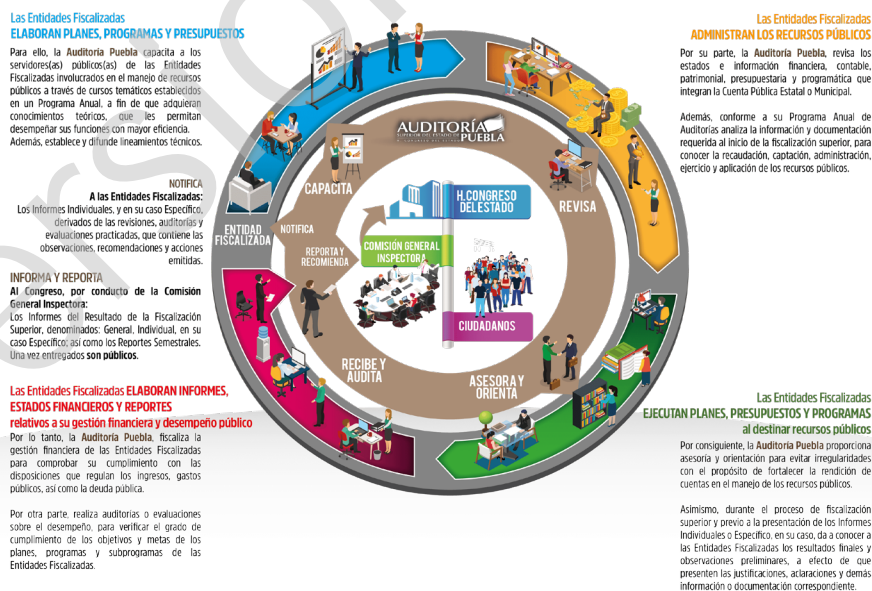 Las Entidades Fiscalizadas
ELABORAN PLANES, PROGRAMAS Y PRESUPUESTOS
Para ello, la Auditoría Puebla capacita a los
servidores(as) públicos(as) de las Entidades
Fiscalizadas involucrados en el manejo de recursos
públicos a través de cursos temáticos establecidos
en un Programa Anual, a fin de que adquieran
conocimientos teóricos, que les permitan
desempeñar sus funciones con mayor eficiencia.
Además, establece y difunde lineamientos técnicos.
NOTIFICA
A las Entidades Fiscalizadas:
Los Informes Individuales, y en su caso Específico,
derivados de las revisiones, auditorías y
evaluaciones practicadas, que contiene las
observaciones, recomendaciones y acciones
emitidas.
INFORMA Y REPORTA
Al Congreso, por conducto de la Comisión
General Inspectora:
Los Informes del Resultado de la Fiscalización
Superior, denominados: General, Individual, en su
caso Específico; así como los Reportes Semestrales.
Una vez entregados son públicos.
Las Entidades Fiscalizadas ELABORAN INFORMES,
ESTADOS FINANCIEROS Y REPORTES
relativos a su gestión financiera y desempeño público
Por lo tanto, la Auditoría Puebla, fiscaliza la
gestión financiera de las Entidades Fiscalizadas
para comprobar su cumplimiento con las
disposiciones que regulan los ingresos, gastos
públicos, así como la deuda pública.
Por otra parte, realiza auditorías o evaluaciones
sobre el desempeño, para verificar el grado de
cumplimiento de los objetivos y metas de los
planes, programas y subprogramas de las
Entidades Fiscalizadas.
AUDITORÍA
SUPERIOR DEL ESTADO DE PUEBLA
CAPACITA
REVISA
ENTIDAD
FISCALIZADA
NOTIFICA
REPORTA Y
RECOMIENDA
H. CONGRESO
DEL ESTADO
COMISIÓN GENERAL
INSPECTORA
CIUDADANOS
RECIBE Y
AUDITA
ASESORA Y
ORIENTA
Las Entidades Fiscalizadas
ADMINISTRAN LOS RECURSOS PÚBLICOS
Por su parte, la Auditoría Puebla, revisa los
estados e información financiera, contable,
patrimonial, presupuestaria y programática que
integran la Cuenta Pública Estatal o Municipal.
Además, conforme a su Programa Anual de
Auditorías analiza la información y documentación
requerida al inicio de la fiscalización superior, para
conocer la recaudación, captación, administración,
ejercicio y aplicación de los recursos públicos.
Las Entidades Fiscalizadas
EJECUTAN PLANES, PRESUPUESTOS Y PROGRAMAS
al destinar recursos públicos
Por consiguiente, la Auditoría Puebla proporciona
asesoría y orientación para evitar irregularidades
con el propósito de fortalecer la rendición de
cuentas en el manejo de los recursos públicos.
Asimismo, durante el proceso de fiscalización
superior y previo a la presentación de los Informes
Individuales o Específico, en su caso, da a conocer a
las Entidades Fiscalizadas los resultados finales y
observaciones preliminares, a efecto de que
presenten las justificaciones, aclaraciones y demás
información o documentación correspondiente.